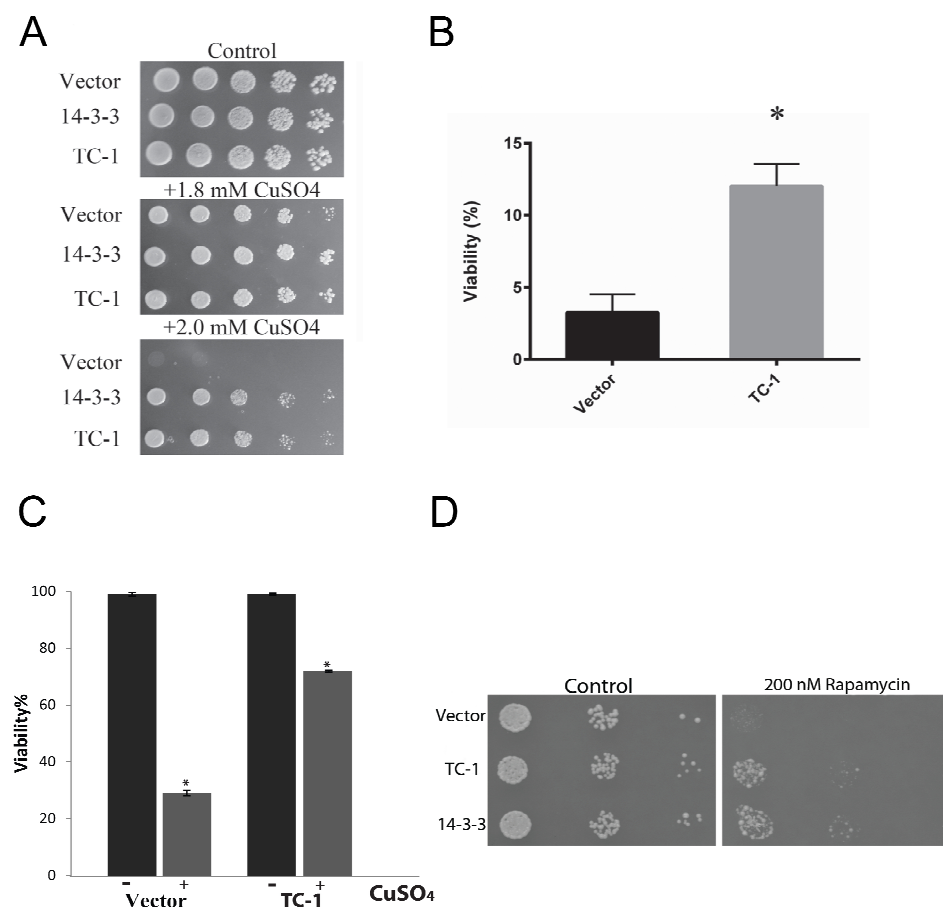 A
Control
Vector
14-3-3
TC-1
+1.8 mM CuSO4
Vector
14-3-3
TC-1
+2.0 mM CuSO4
Vector
14-3-3
TC-1
B
*
15
10
5
0
Viability (%)
Vector
TC-1
C
100
80
60
40
20
0
Viability%
*
*
- + - +
Vector TC-1 CuSO₄
D
Control 200 nM Rapamycin
Vector
TC-1
14-3-3